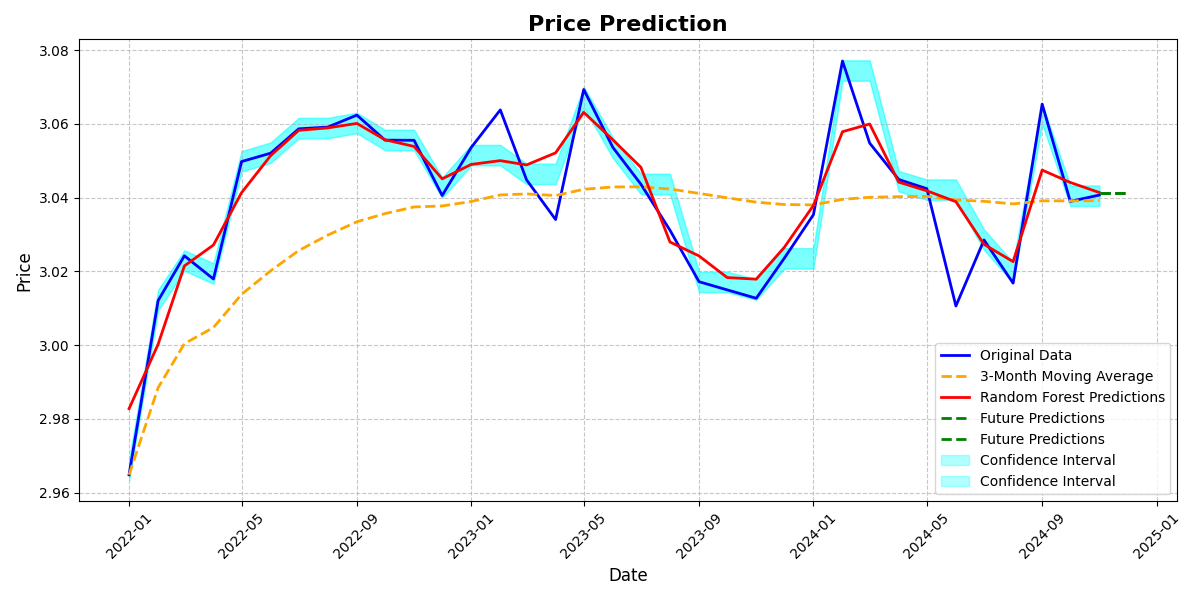 Price Prediction
3.08
3.06
3.04
3.02
3.00
2.98
2.96
Price
Original Data
3-Month Moving Average
Random Forest Predictions
Future Predictions
Future Predictions
Confidence Interval
Confidence Interval
2022-01
2022-05
2022-09
2023-01
2023-05
2023-09
2024-01
2024-05
2024-09
2025-01
Date